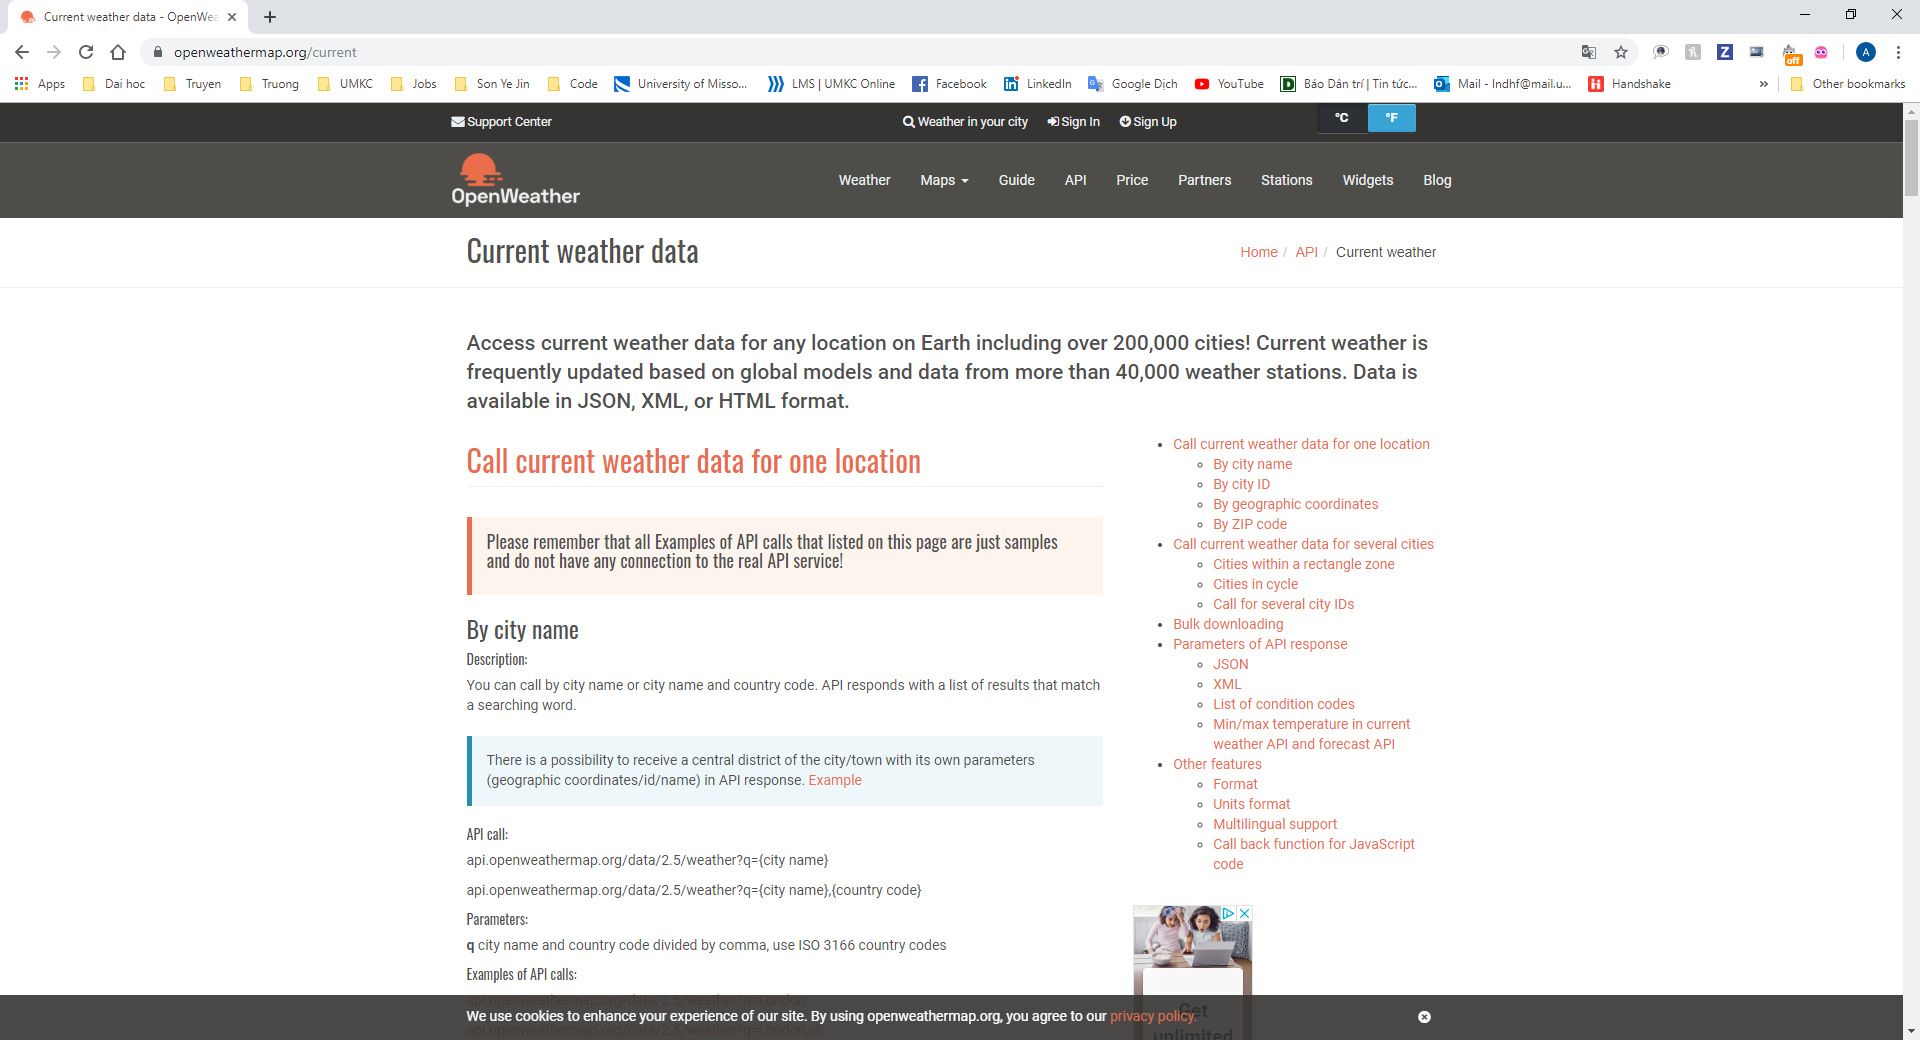 Current weather data - OpenWea
openweathermap.org/current
off
A
Apps
Dai hoc
Truyen
Truong
UMKC
Jobs
Son Ye Jin
Code
University of Misso...
LMS | UMKC Online
Facebook
LinkedIn
Google Dịch
YouTube
Báo Dân trí | Tin tức...
Mail - lndhf@mail.u...
Handshake
»
Other bookmarks
Support Center
Weather in your city
Sign In
Sign Up
°C
°F
OpenWeather
Weather
Maps
Guide
API
Price
Partners
Stations
Widgets
Blog
Current weather data
Home / API / Current weather
Access current weather data for any location on Earth including over 200,000 cities! Current weather is
frequently updated based on global models and data from more than 40,000 weather stations. Data is
available in JSON, XML, or HTML format.
Call current weather data for one location
Please remember that all Examples of API calls that listed on this page are just samples
and do not have any connection to the real API service!
By city name
Description:
You can call by city name or city name and country code. API responds with a list of results that match
a searching word.
There is a possibility to receive a central district of the city/town with its own parameters
(geographic coordinates/id/name) in API response. Example
API call:
api.openweathermap.org/data/2.5/weather?q={city name}
api.openweathermap.org/data/2.5/weather?q={city name},{country code}
Parameters:
q city name and country code divided by comma, use ISO 3166 country codes
Examples of API calls:
api.openweathermap.org/data/2.5/weather?q=London
api.openweathermap.org/data/2.5/weather?q=London,uk
Call current weather data for one location
By city name
By city ID
By geographic coordinates
By ZIP code
Call current weather data for several cities
Cities within a rectangle zone
Cities in cycle
Call for several city IDs
Bulk downloading
Parameters of API response
JSON
XML
List of condition codes
Min/max temperature in current
weather API and forecast API
Other features
Format
Units format
Multilingual support
Call back function for JavaScript
code
Get
unlimited
We use cookies to enhance your experience of our site. By using openweathermap.org, you agree to our privacy policy.